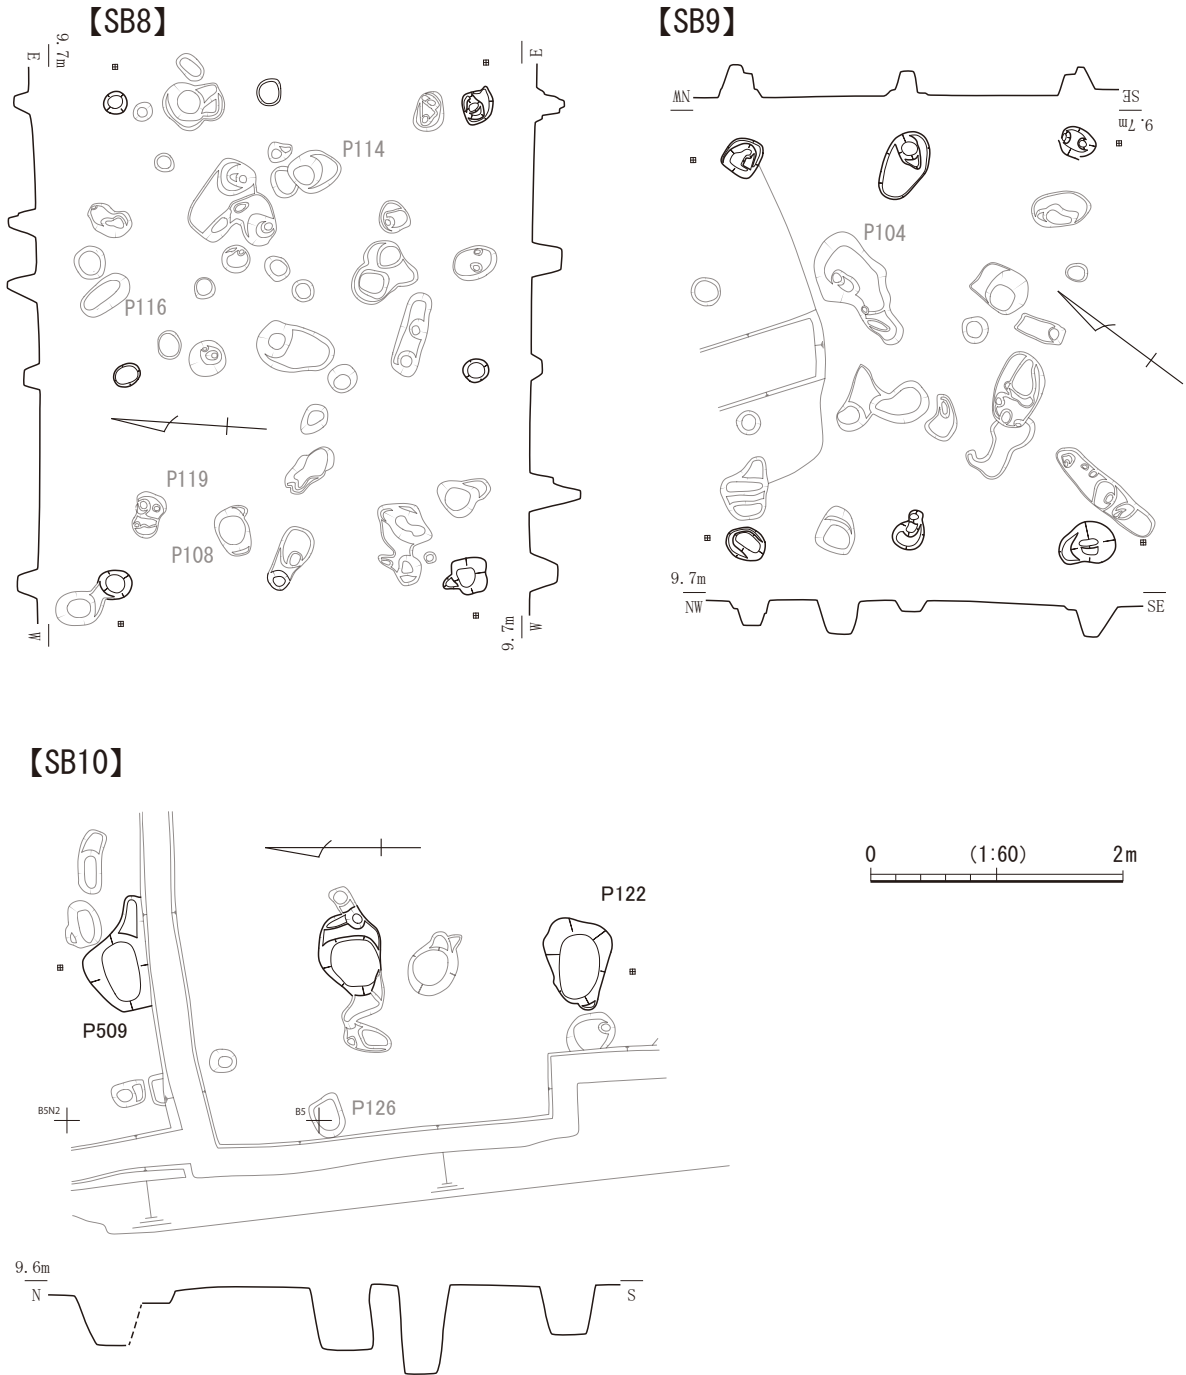 【SB8】
E
9.7m
E
P114
P116
P119
P108
W
9.7m
W
【SB9】
NW
SE
9.7m
P104
9.7m
NW
SE
【SB10】
0
(1:60)
2m
P122
P509
B5N2
B5
P126
9.6m
N
S